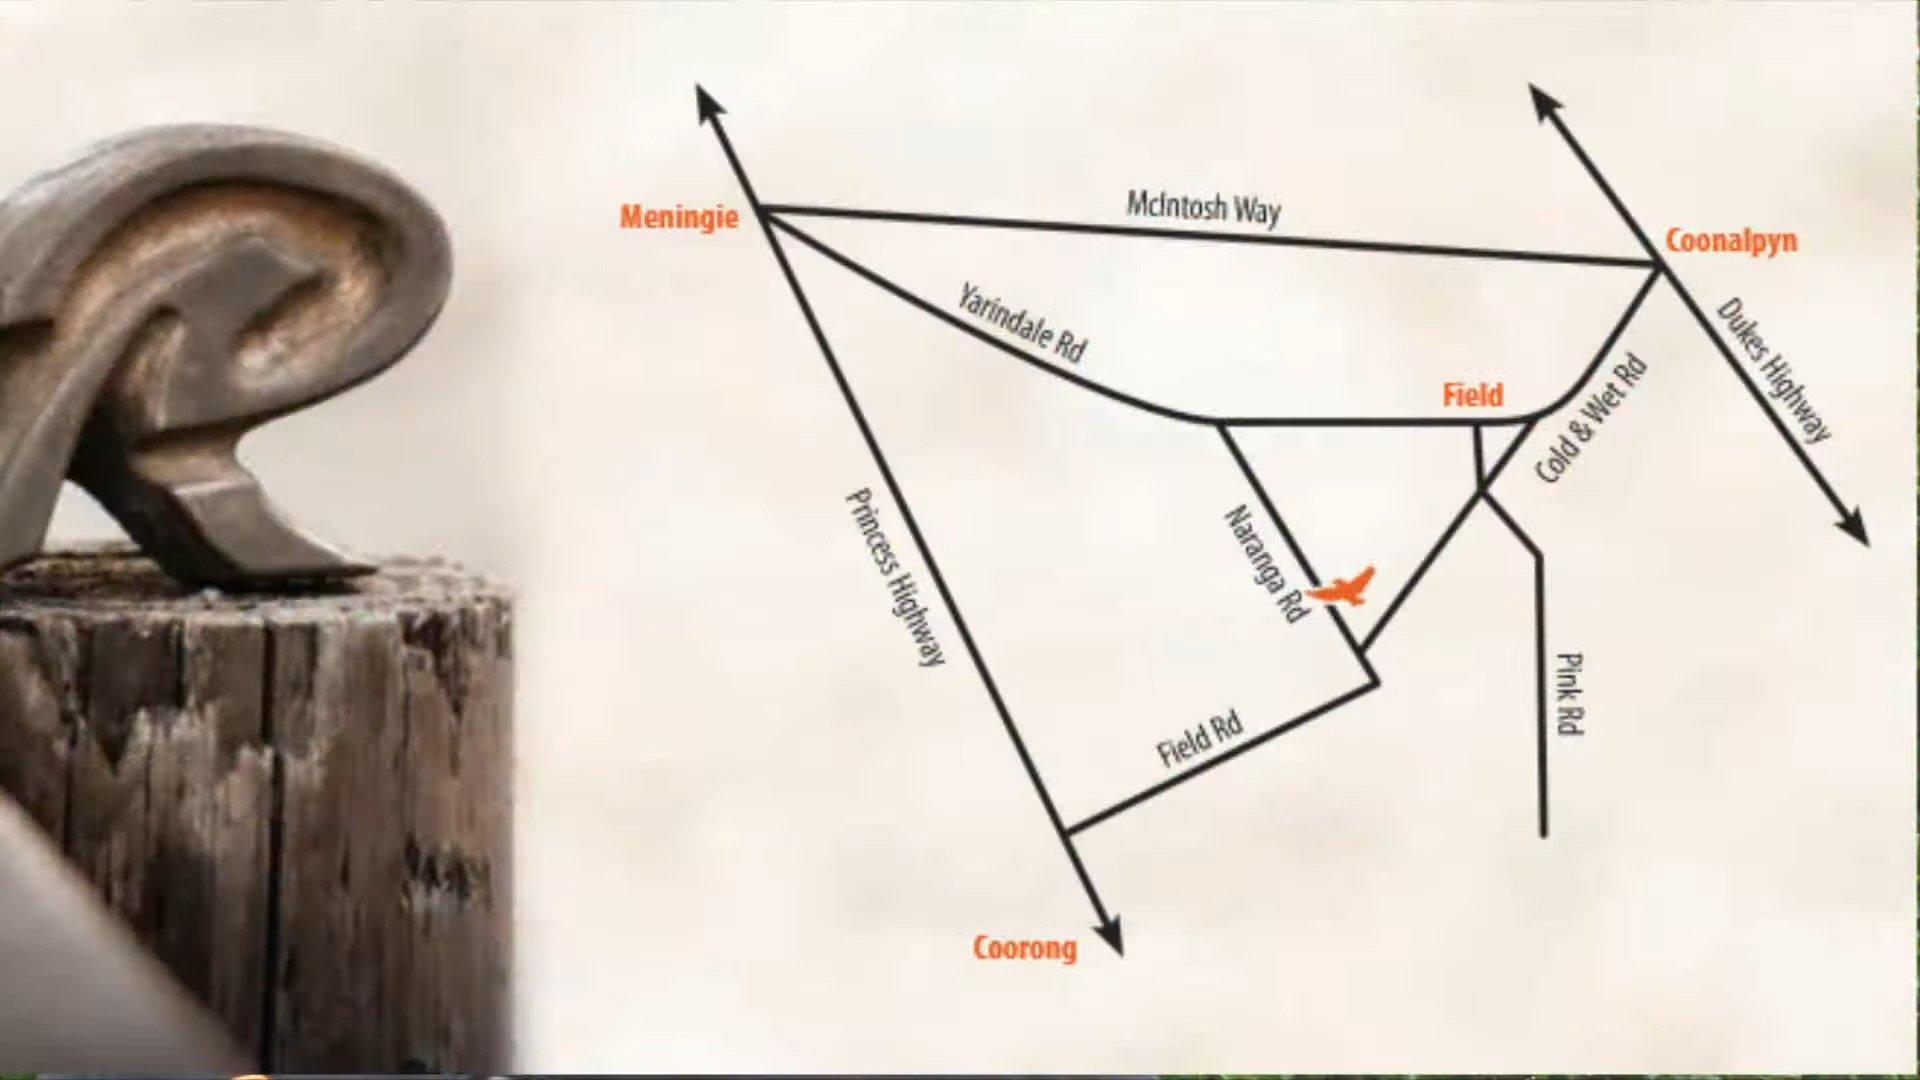 McIntosh Way
Meningie
Coonalpyn
Yarindale Rd
Dukes Highway
Field
Cold & Wet Rd
Princess Highway
Naranga Rd
Pink Rd
Field Rd
Coorong